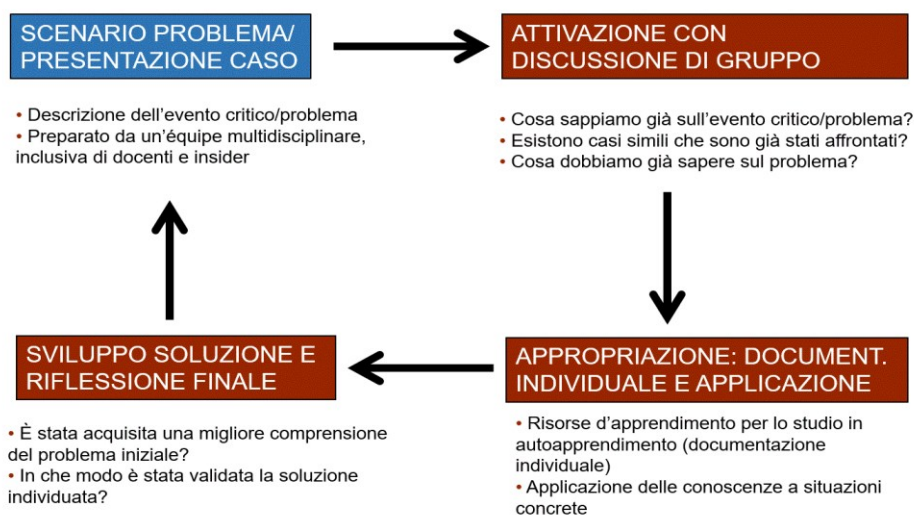 SCENARIO PROBLEMA/
PRESENTAZIONE CASO
• Descrizione dell'evento critico/problema
• Preparato da un'équipe multidisciplinare,
inclusiva di docenti e insider
ATTIVAZIONE CON
DISCUSSIONE DI GRUPPO
• Cosa sappiamo già sull'evento critico/problema?
• Esistono casi simili che sono già stati affrontati?
• Cosa dobbiamo già sapere sul problema?
APPROPRIAZIONE: DOCUMENT.
INDIVIDUALE E APPLICAZIONE
• Risorse d'apprendimento per lo studio in
autoapprendimento (documentazione
individuale)
• Applicazione delle conoscenze a situazioni
concrete
SVILUPPO SOLUZIONE E
RIFLESSIONE FINALE
• È stata acquisita una migliore comprensione
del problema iniziale?
• In che modo è stata validata la soluzione
individuata?